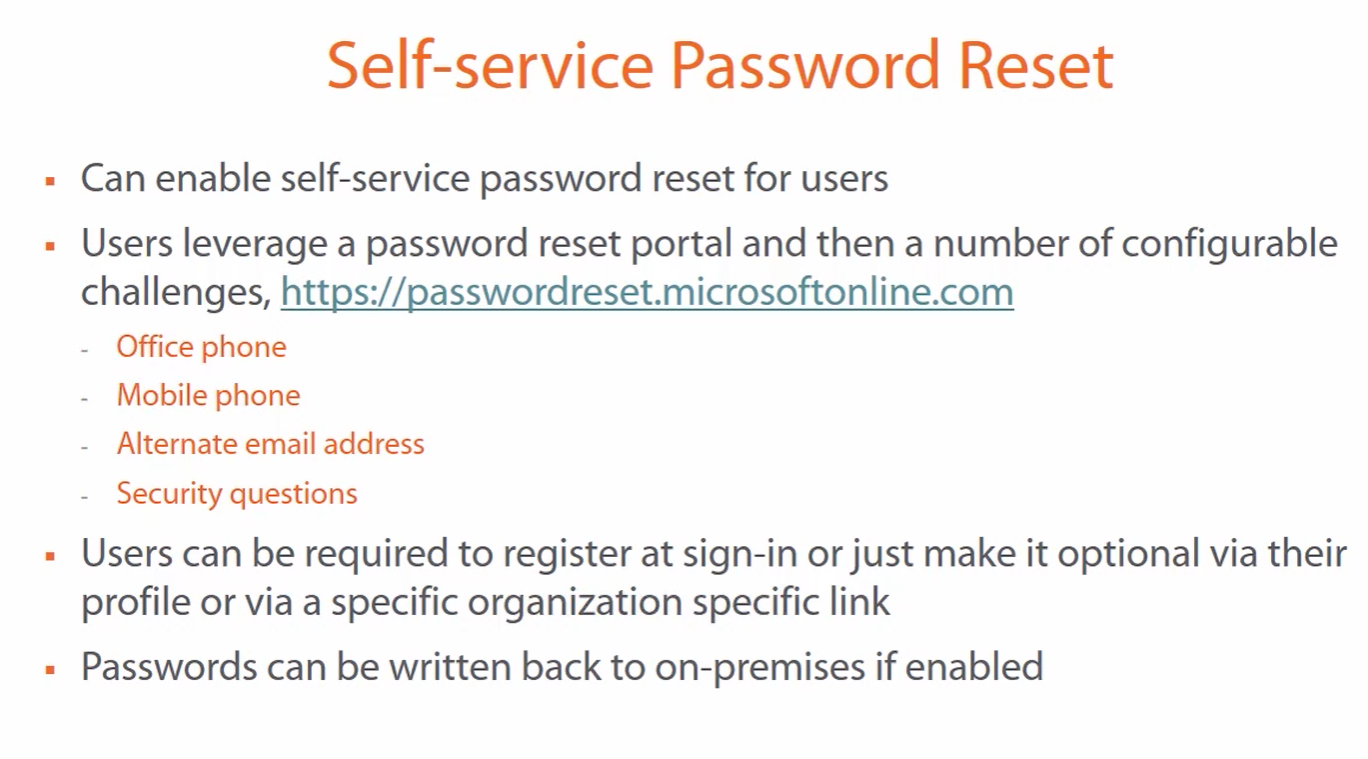 Self-service Password Reset
▪ Can enable self-service password reset for users
▪ Users leverage a password reset portal and then a number of configurable
challenges, https://passwordreset.microsoftonline.com
- Office phone
- Mobile phone
- Alternate email address
- Security questions
▪ Users can be required to register at sign-in or just make it optional via their
profile or via a specific organization specific link
▪ Passwords can be written back to on-premises if enabled